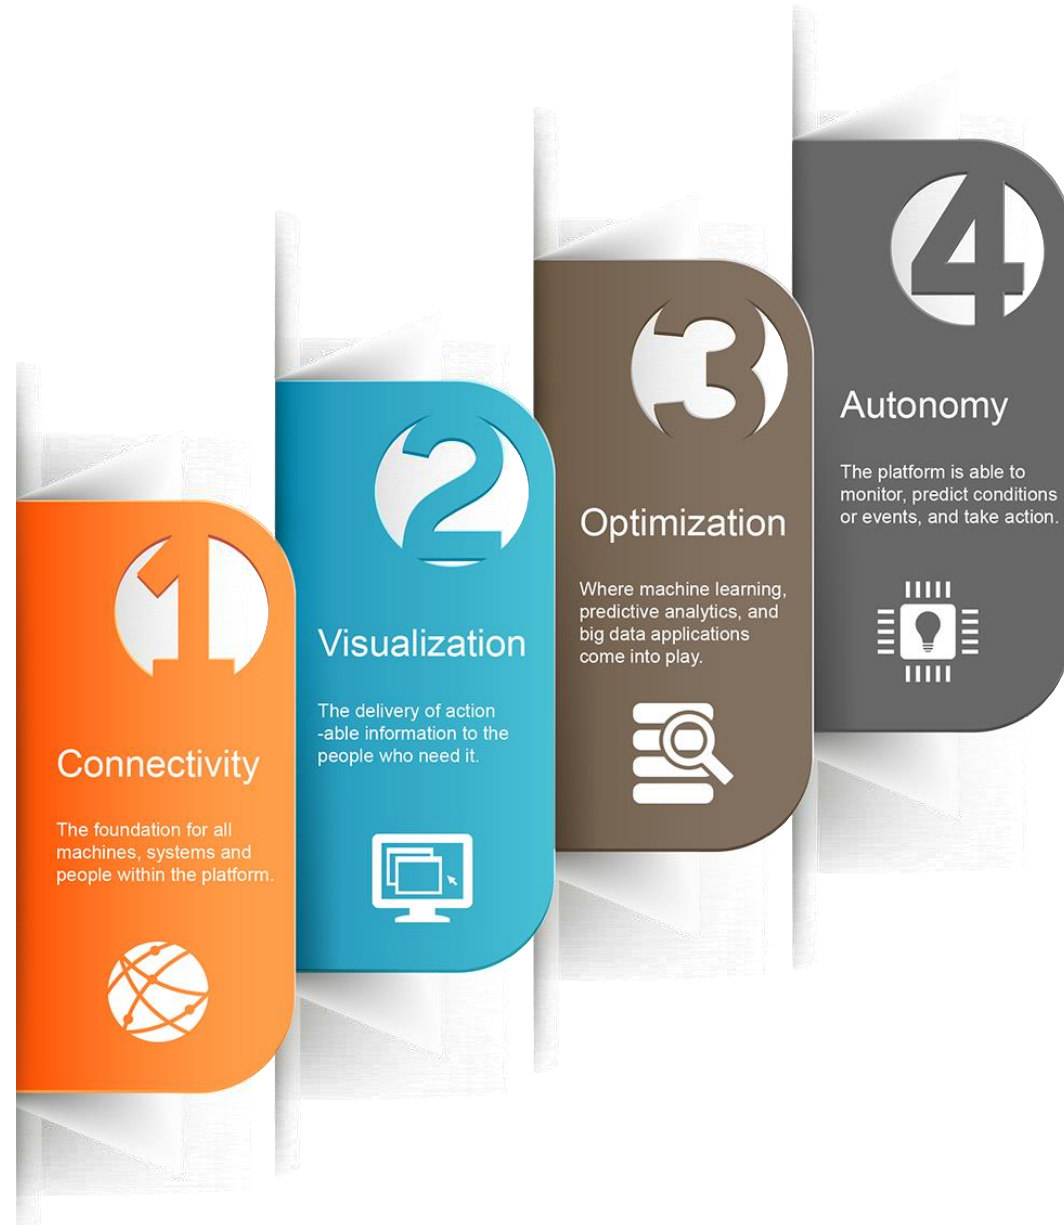 1
Connectivity
The foundation for all
machines, systems and
people within the platform.
2
Visualization
The delivery of action
-able information to the
people who need it.
3
Optimization
Where machine learning,
predictive analytics, and
big data applications
come into play.
4
Autonomy
The platform is able to
monitor, predict conditions
or events, and take action.